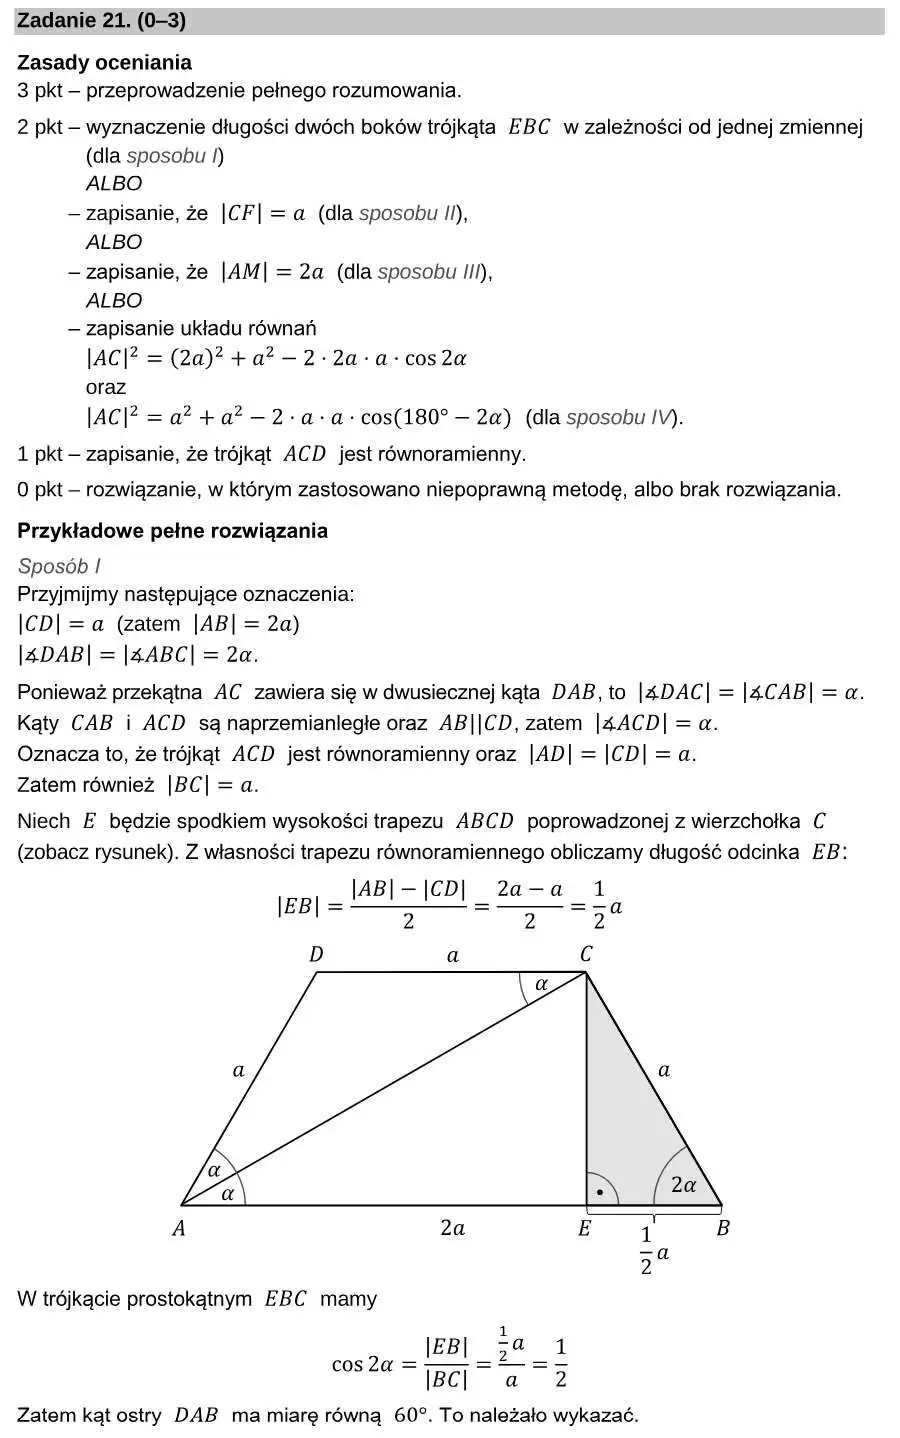 Zadanie 21. (0–3)
Zasady oceniania
3 pkt – przeprowadzenie pełnego rozumowania.
2 pkt – wyznaczenie długości dwóch boków trójkąta EBC w zależności od jednej zmiennej
(dla sposobu I)
ALBO
– zapisanie, że |CF| = a (dla sposobu II),
ALBO
– zapisanie, że |AM| = 2a (dla sposobu III),
ALBO
– zapisanie układu równań
|AC|² = (2a)² + a² − 2 · 2a · a · cos 2α
oraz
|AC|² = a² + a² − 2 · a · a · cos(180° − 2α) (dla sposobu IV).
1 pkt – zapisanie, że trójkąt ACD jest równoramienny.
0 pkt – rozwiązanie, w którym zastosowano niepoprawną metodę, albo brak rozwiązania.
Przykładowe pełne rozwiązania
Sposób I
Przyjmijmy następujące oznaczenia:
|CD| = a (zatem |AB| = 2a)
|∡DAB| = |∡ABC| = 2α.
Ponieważ przekątna AC zawiera się w dwusiecznej kąta DAB, to |∡DAC| = |∡CAB| = α.
Kąty CAB i ACD są naprzemianległe oraz AB||CD, zatem |∡ACD| = α.
Oznacza to, że trójkąt ACD jest równoramienny oraz |AD| = |CD| = a.
Zatem również |BC| = a.
Niech E będzie spodkiem wysokości trapezu ABCD poprowadzonej z wierzchołka C
(zobacz rysunek). Z własności trapezu równoramiennego obliczamy długość odcinka EB:
|EB| = (|AB| − |CD|)/2 = (2a − a)/2 = 1/2 a
D a C
α
a a
α
α 2α
A 2a E B
1/2 a
W trójkącie prostokątnym EBC mamy
cos 2α = |EB|/|BC| = (1/2 a)/a = 1/2
Zatem kąt ostry DAB ma miarę równą 60°. To należało wykazać.